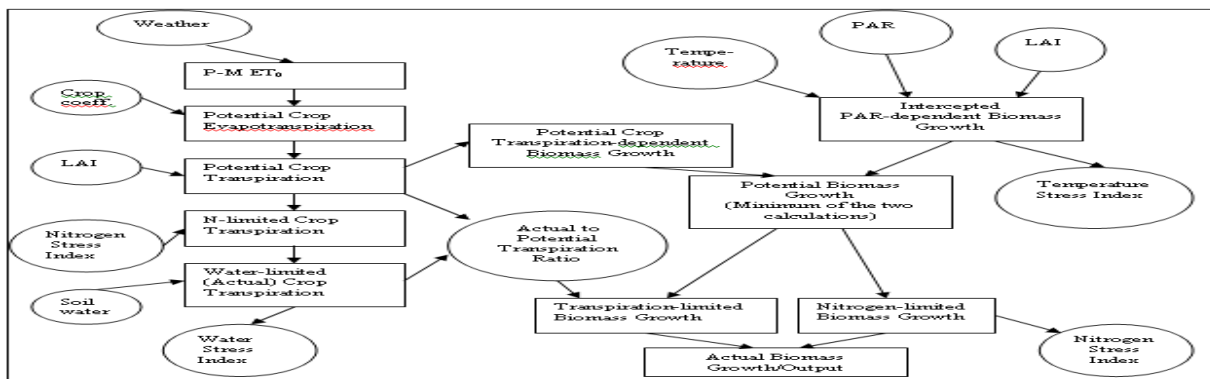 Weather
P-M ET₀
Crop
coeff.
Potential Crop
Evapotranspiration
LAI
Potential Crop
Transpiration
Nitrogen
Stress
Index
N-limited Crop
Transpiration
Soil
water
Water-limited
(Actual) Crop
Transpiration
Water
Stress
Index
Potential Crop
Transpiration-dependent
Biomass Growth
Actual to
Potential
Transpiration
Ratio
Tempe-
rature
PAR
LAI
Intercepted
PAR-dependent Biomass
Growth
Potential Biomass
Growth
(Minimum of the two
calculations)
Temperature
Stress Index
Transpiration-limited
Biomass Growth
Nitrogen-limited
Biomass Growth
Actual Biomass
Growth/Output
Nitrogen
Stress
Index